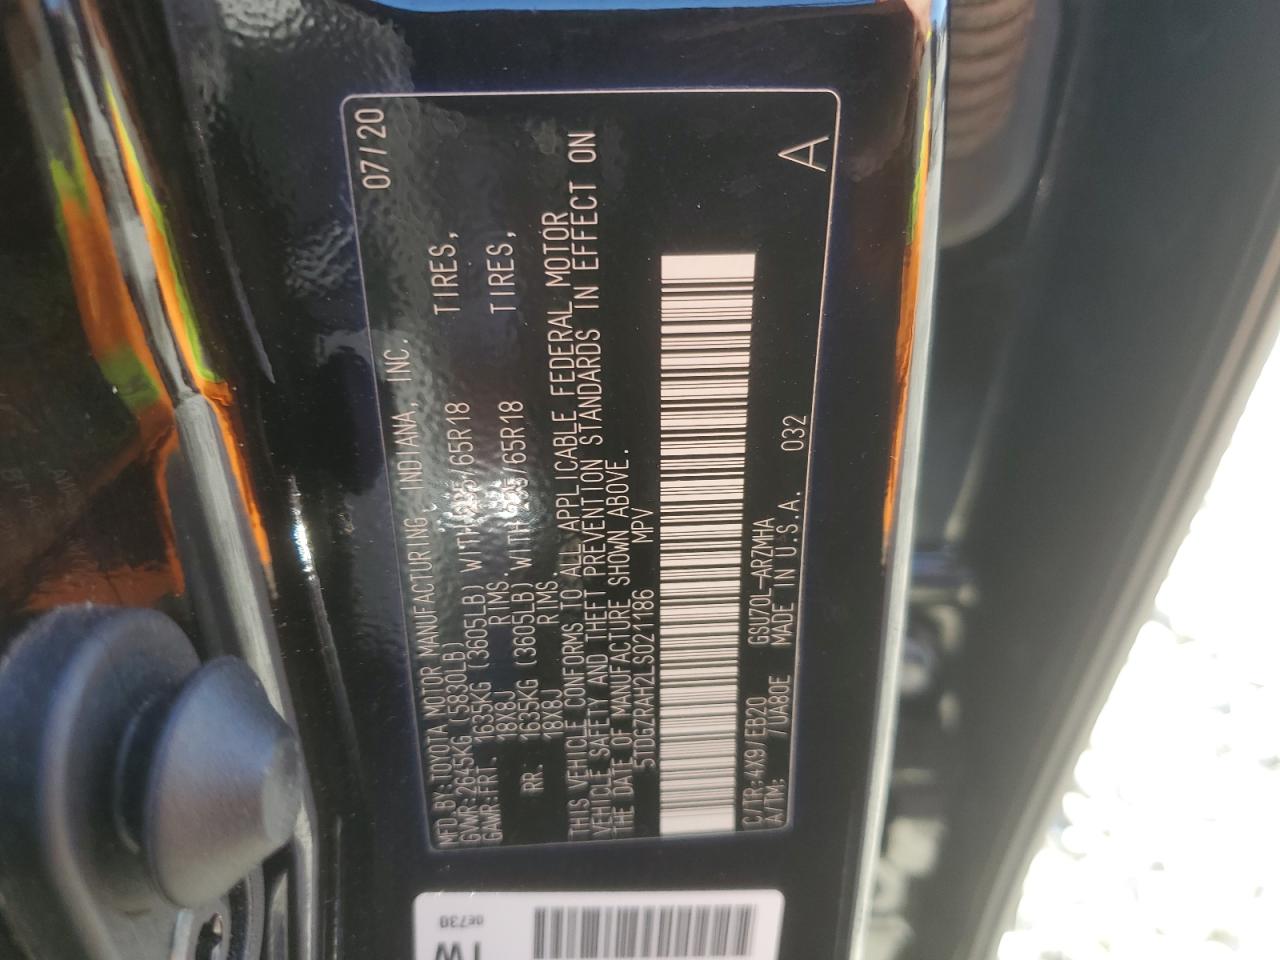 MFD.BY:TOYOTA MOTOR MANUFACTURING, INDIANA, INC. 07/20
GVWR:2645KG (5830LB)
GAWR:FRT. 1635KG (3605LB) WITH 235/65R18 TIRES,
18X8J RIMS.
RR. 1635KG (3605LB) WITH 235/65R18 TIRES,
18X8J RIMS.
THIS VEHICLE CONFORMS TO ALL APPLICABLE FEDERAL MOTOR
VEHICLE SAFETY AND THEFT PREVENTION STANDARDS IN EFFECT ON
THE DATE OF MANUFACTURE SHOWN ABOVE.
5TDGZRAH2LS021186 MPV
C/TR:4X9/EB20 GSU70L-ARZMHA
A/TM: /UA80E MADE IN U.S.A. 032 A
0E738